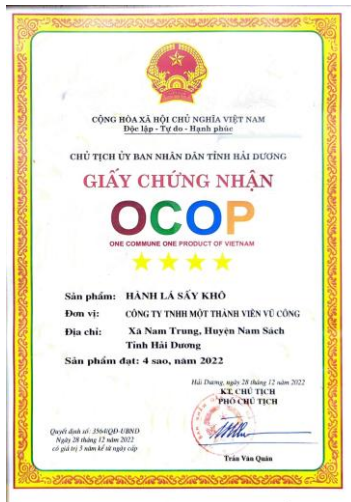 CỘNG HÒA XÃ HỘI CHỦ NGHĨA VIỆT NAM
Độc lập - Tự do - Hạnh phúc
CHỦ TỊCH ỦY BAN NHÂN DÂN TỈNH HẢI DƯƠNG
GIẤY CHỨNG NHẬN
OCOP
ONE COMMUNE ONE PRODUCT OF VIETNAM
Sản phẩm: HÀNH LÁ SẤY KHÔ
Đơn vị: CÔNG TY TNHH MỘT THÀNH VIÊN VŨ CÔNG
Địa chỉ: Xã Nam Trung, Huyện Nam Sách
Tỉnh Hải Dương
Sản phẩm đạt: 4 sao, năm 2022
Hải Dương, ngày 28 tháng 12 năm 2022
KT. CHỦ TỊCH
PHÓ CHỦ TỊCH
Quyết định số: 3564/QĐ-UBND
Ngày 28 tháng 12 năm 2022
có giá trị 5 năm kể từ ngày cấp
Trần Văn Quân